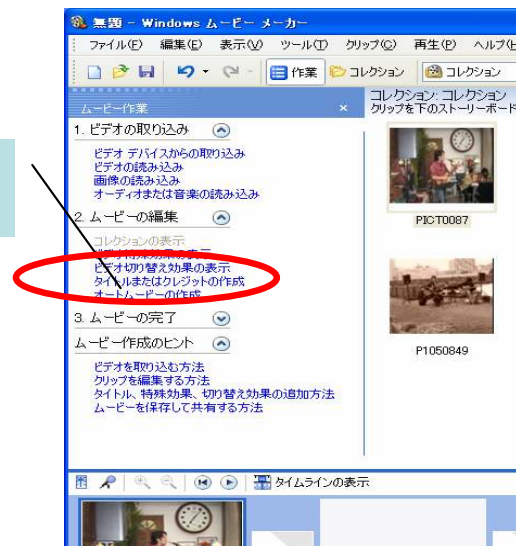 無題 - Windows ムービー メーカー
ファイル(F) 編集(E) 表示(V) ツール(T) クリップ(C) 再生(P) ヘルプ(H
作業 コレクション コレクション
ムービー作業
コレクション: コレクション
クリップを下のストーリーボード
1. ビデオの取り込み
ビデオ デバイスからの取り込み
ビデオの読み込み
画像の読み込み
オーディオまたは音楽の読み込み
2. ムービーの編集
コレクションの表示
ビデオ特殊効果の表示
ビデオ切り替え効果の表示
タイトルまたはクレジットの作成
オートムービーの作成
3. ムービーの完了
ムービー作成のヒント
ビデオを取り込む方法
クリップを編集する方法
タイトル、特殊効果、切り替え効果の追加方法
ムービーを保存して共有する方法
PICT0087
P1050849
タイムラインの表示